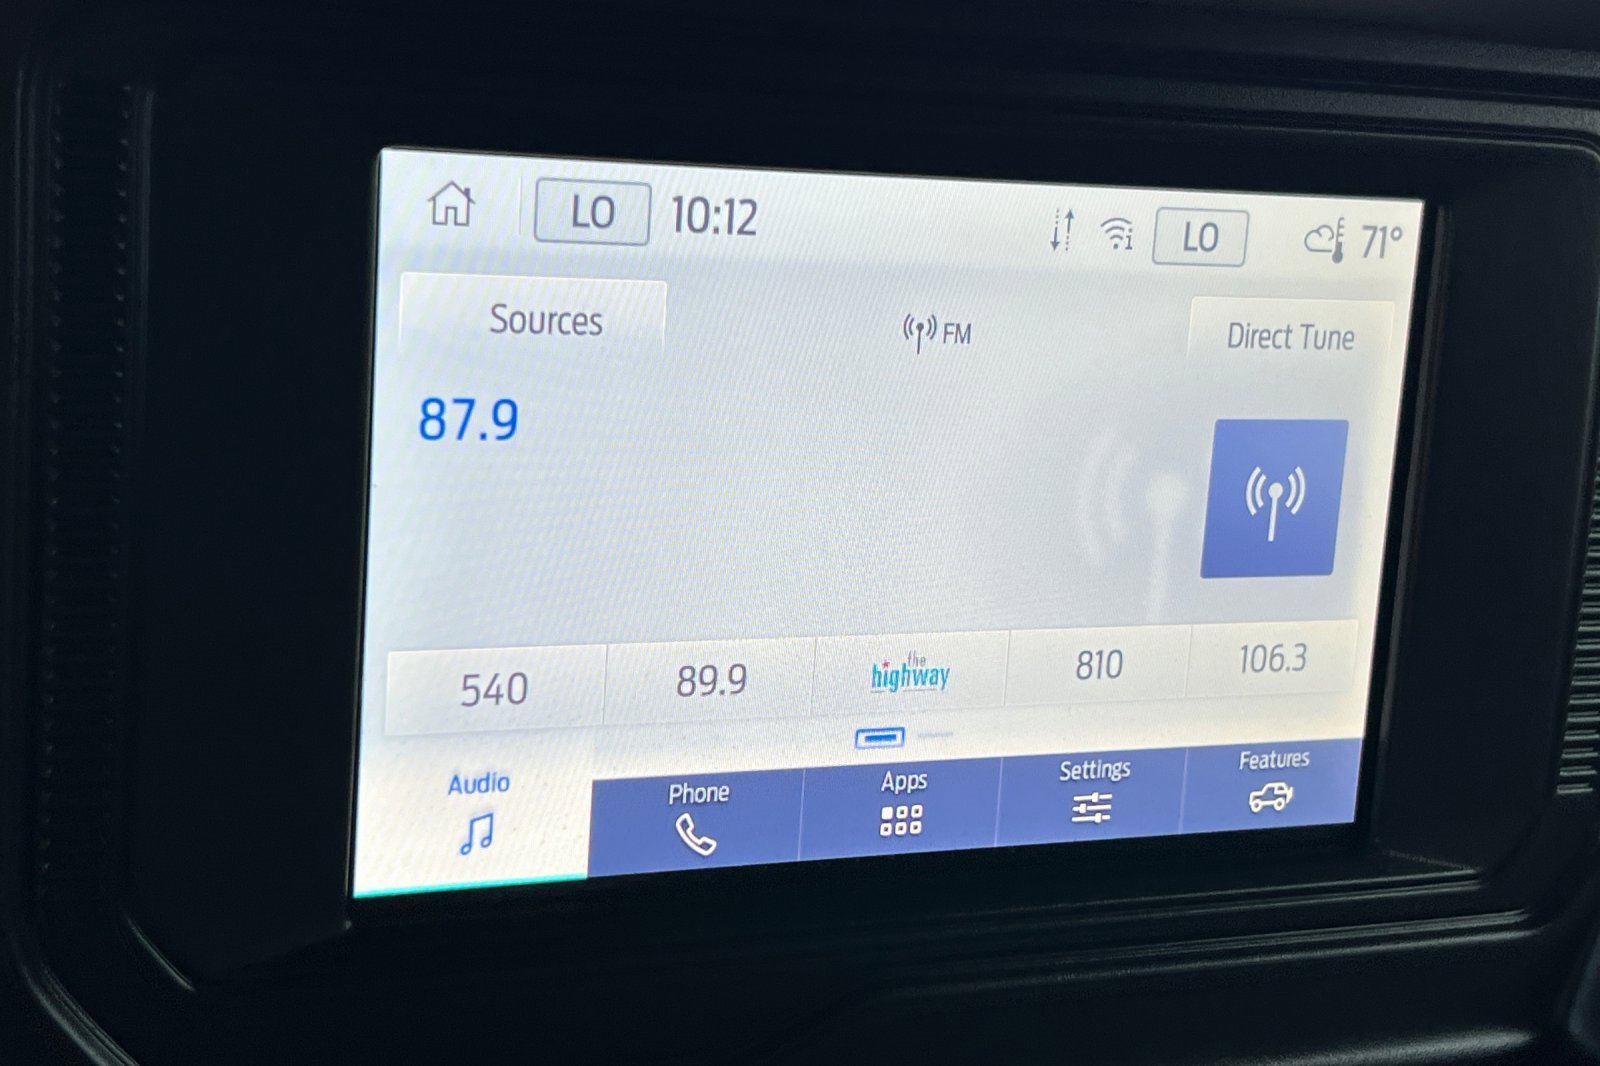 LO 10:12 LO 71°
Sources FM Direct Tune
87.9
540 89.9 the highway 810 106.3
Audio Phone Apps Settings Features